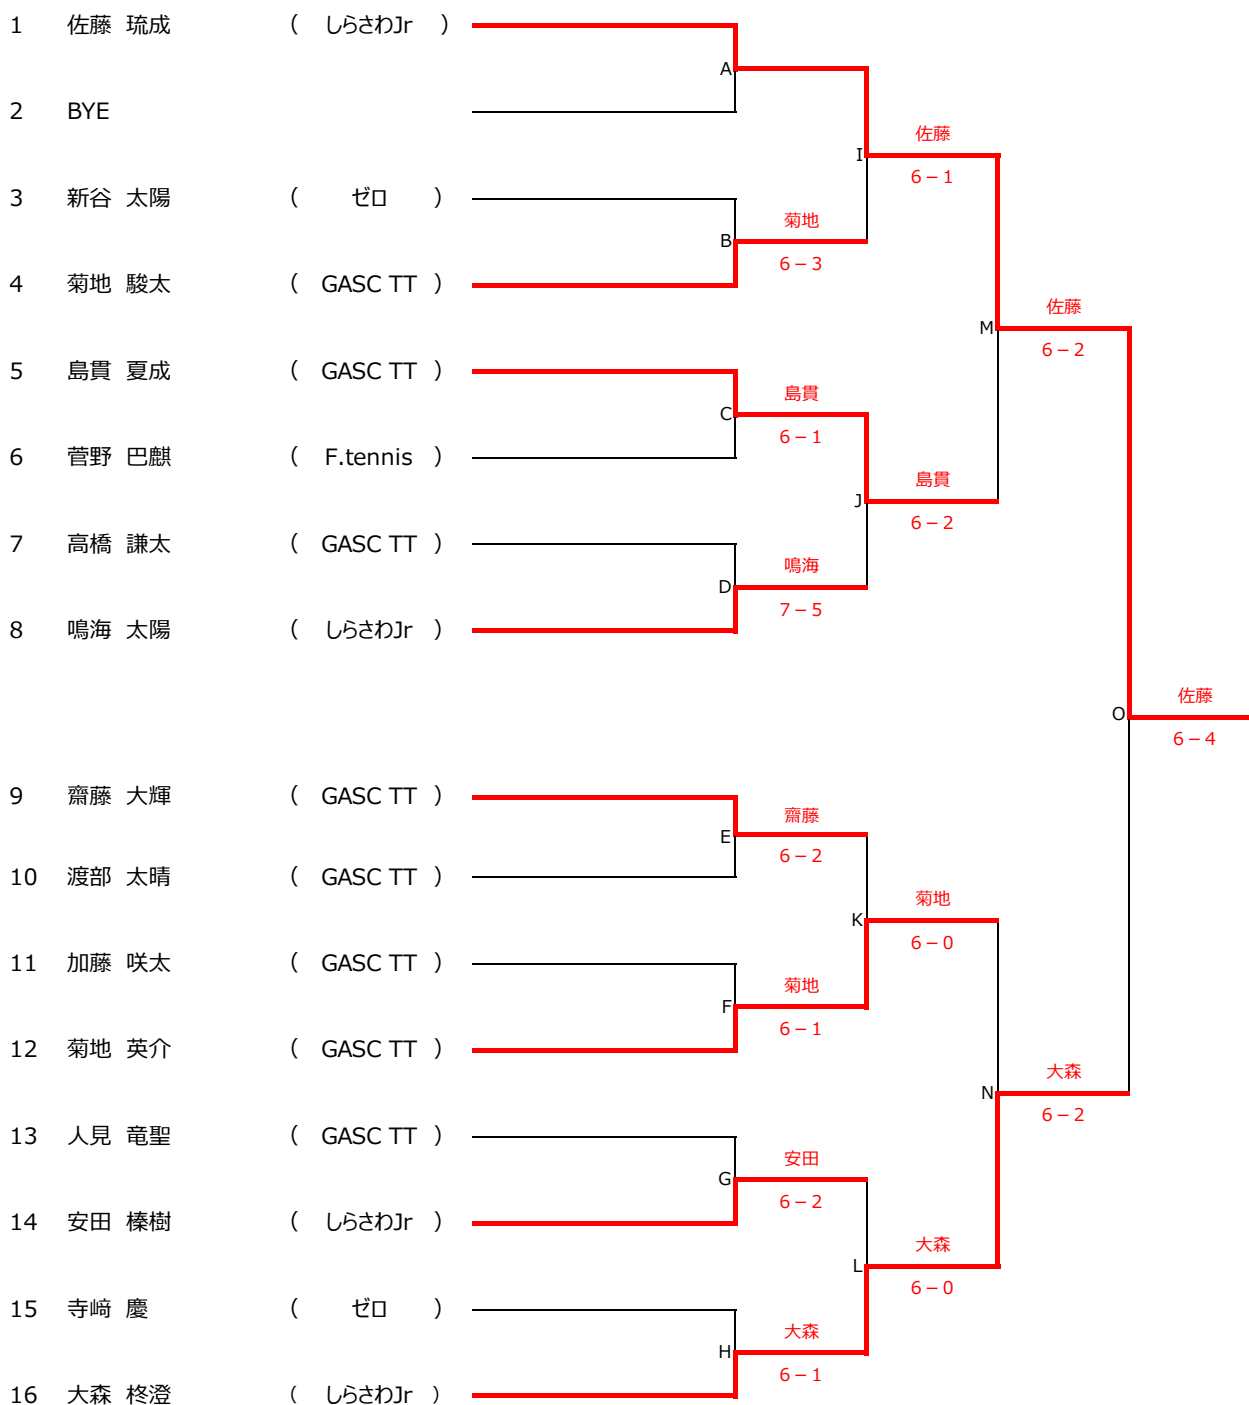 1 佐藤 琉成 ( しらさわJr )
A
2 BYE
佐藤
I
6-1
3 新谷 太陽 ( ゼロ )
菊地
B
6-3
4 菊地 駿太 ( GASC TT )
佐藤
M
6-2
5 島貫 夏成 ( GASC TT )
島貫
C
6-1
6 菅野 巴麒 ( F.tennis )
島貫
J
6-2
7 高橋 謙太 ( GASC TT )
鳴海
D
7-5
8 鳴海 太陽 ( しらさわJr )
佐藤
O
6-4
9 齋藤 大輝 ( GASC TT )
齋藤
E
6-2
10 渡部 太晴 ( GASC TT )
菊地
K
6-0
11 加藤 咲太 ( GASC TT )
菊地
F
6-1
12 菊地 英介 ( GASC TT )
大森
N
6-2
13 人見 竜聖 ( GASC TT )
安田
G
6-2
14 安田 榛樹 ( しらさわJr )
大森
L
6-0
15 寺﨑 慶 ( ゼロ )
大森
H
6-1
16 大森 柊澄 ( しらさわJr )